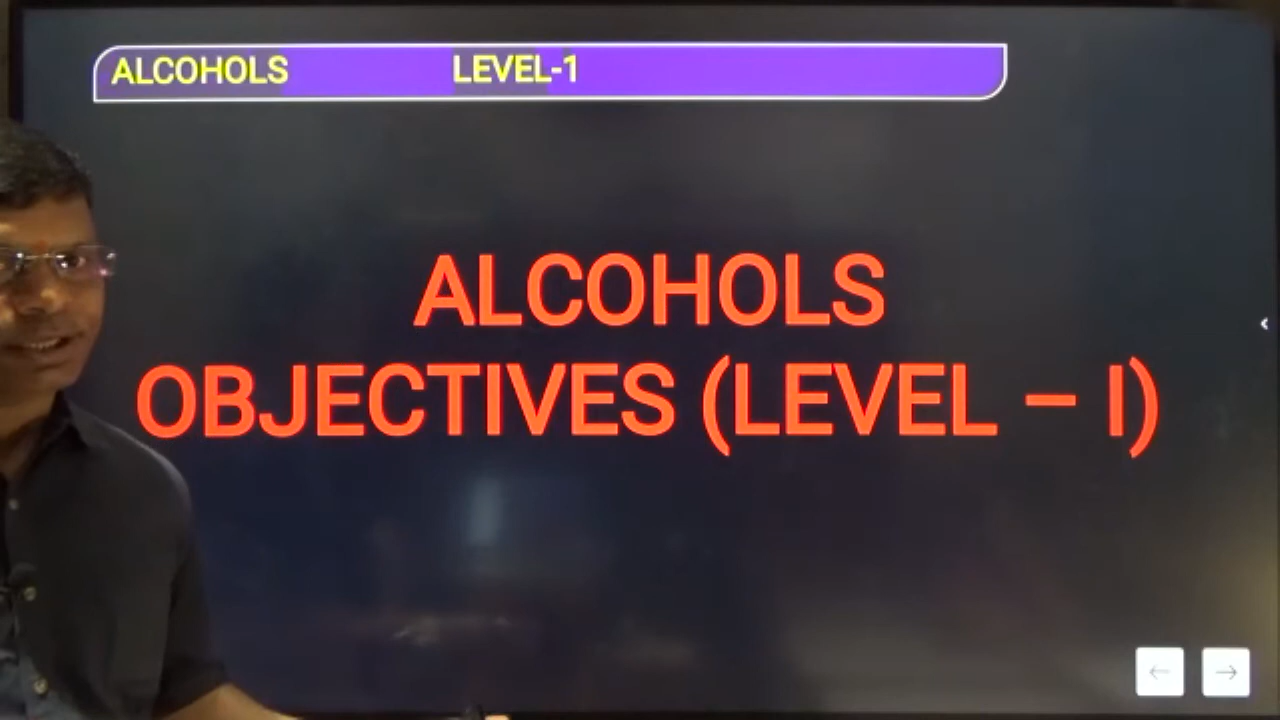 ALCOHOLS LEVEL-1
ALCOHOLS
OBJECTIVES (LEVEL – I)